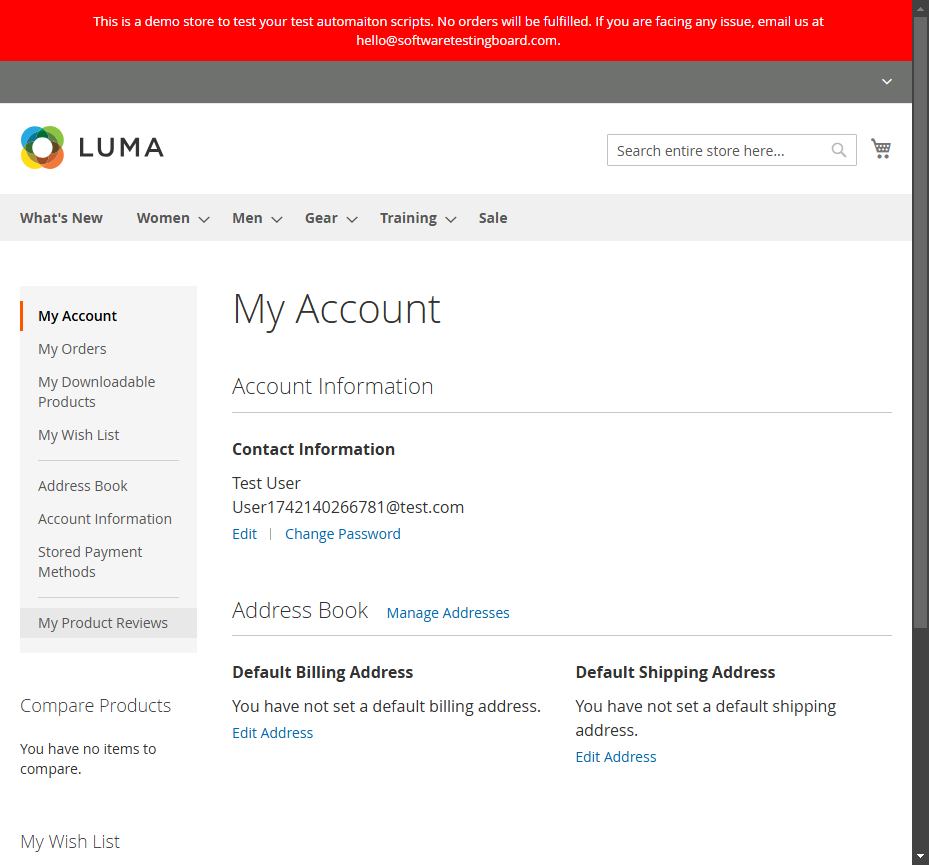 This is a demo store to test your test automaiton scripts. No orders will be fulfilled. If you are facing any issue, email us at
hello@softwaretestingboard.com.
LUMA
Search entire store here...
What's New Women Men Gear Training Sale
My Account
My Orders
My Downloadable
Products
My Wish List
Address Book
Account Information
Stored Payment
Methods
My Product Reviews
Compare Products
You have no items to
compare.
My Wish List
My Account
Account Information
Contact Information
Test User
User1742140266781@test.com
Edit | Change Password
Address Book Manage Addresses
Default Billing Address
You have not set a default billing address.
Edit Address
Default Shipping Address
You have not set a default shipping
address.
Edit Address